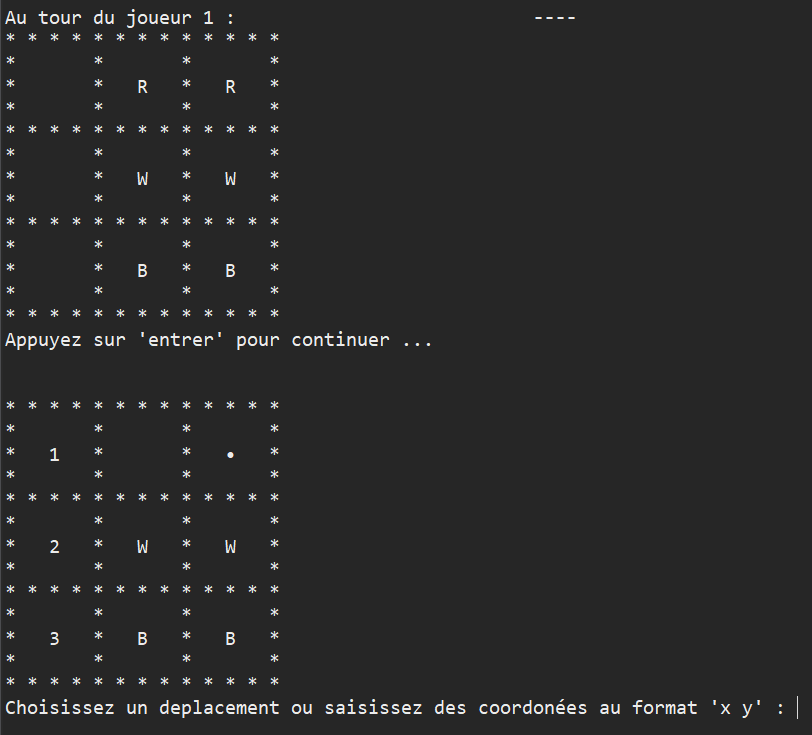 Au tour du joueur 1 : ----
* * * * * * * * * * * * *
* * * *
* * R * R *
* * * *
* * * * * * * * * * * * *
* * * *
* * W * W *
* * * *
* * * * * * * * * * * * *
* * * *
* * B * B *
* * * *
* * * * * * * * * * * * *
Appuyez sur 'entrer' pour continuer ...
* * * * * * * * * * * * *
* * * *
* 1 * * • *
* * * *
* * * * * * * * * * * * *
* * * *
* 2 * W * W *
* * * *
* * * * * * * * * * * * *
* * * *
* 3 * B * B *
* * * *
* * * * * * * * * * * * *
Choisissez un deplacement ou saisissez des coordonées au format 'x y' :